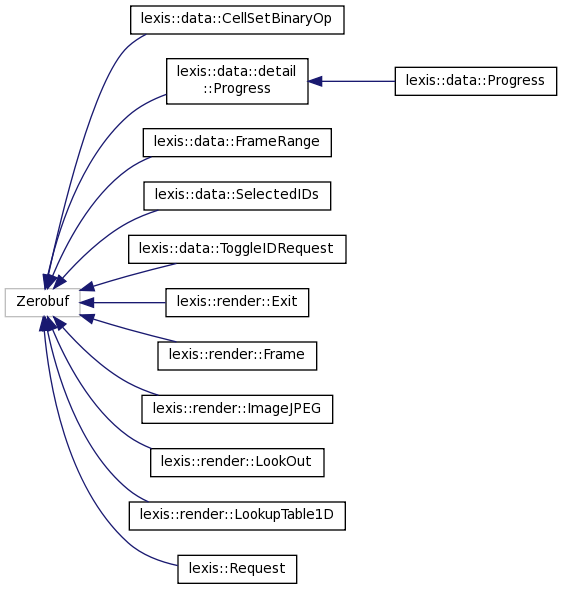 lexis::data::CellSetBinaryOp
lexis::data::detail
::Progress
lexis::data::Progress
lexis::data::FrameRange
lexis::data::SelectedIDs
lexis::data::ToggleIDRequest
Zerobuf
lexis::render::Exit
lexis::render::Frame
lexis::render::ImageJPEG
lexis::render::LookOut
lexis::render::LookupTable1D
lexis::Request